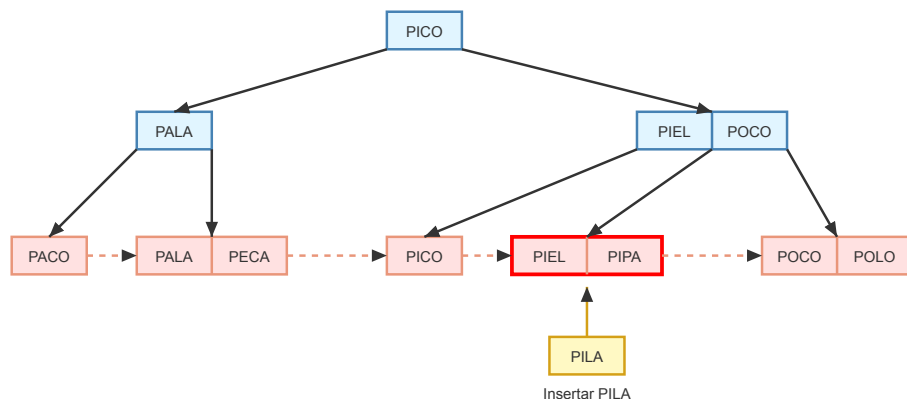 PICO
PALA
PIEL POCO
PACO PALA PECA PICO PIEL PIPA POCO POLO
PILA
Insertar PILA